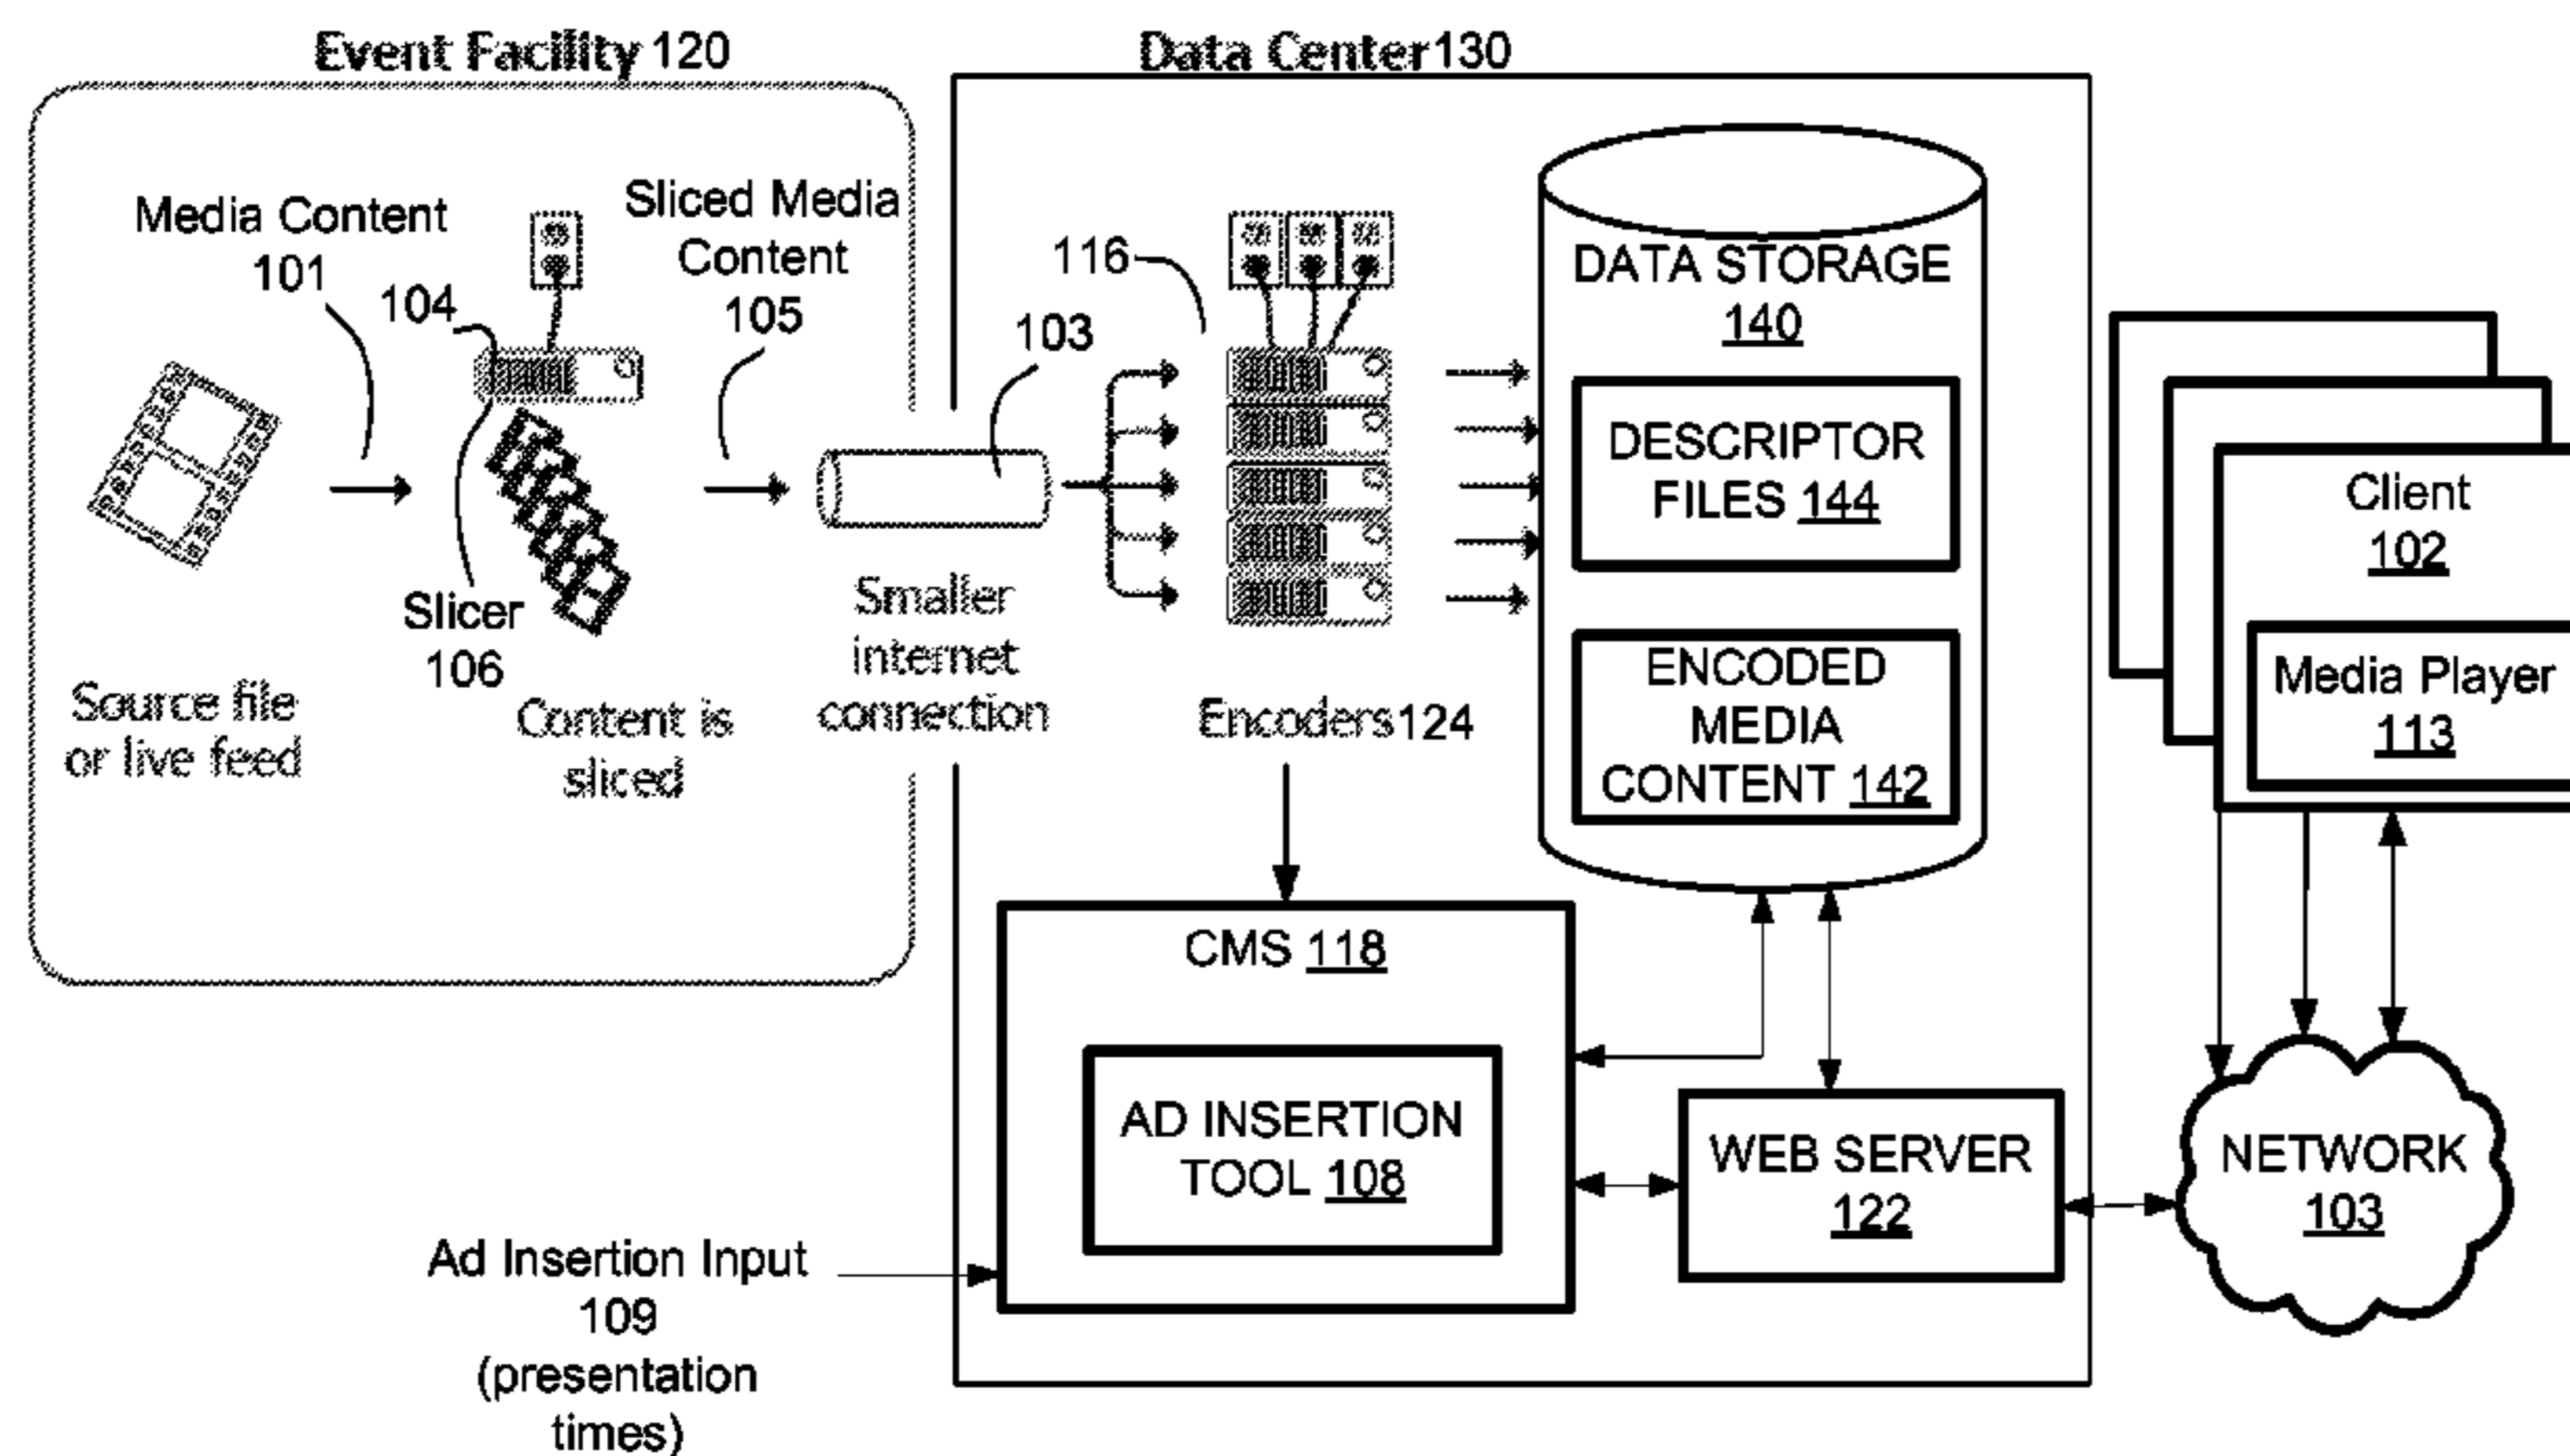 Event Facility 120
Data Center130
Media Content
101
104
Sliced Media
Content
105
Slicer
106
Source file
or live feed
Content is
sliced
103
Smaller
internet
connection
116
Encoders124
DATA STORAGE
140
DESCRIPTOR
FILES 144
ENCODED
MEDIA
CONTENT 142
Client
102
Media Player
113
CMS 118
AD INSERTION
TOOL 108
WEB SERVER
122
NETWORK
103
Ad Insertion Input
109
(presentation
times)